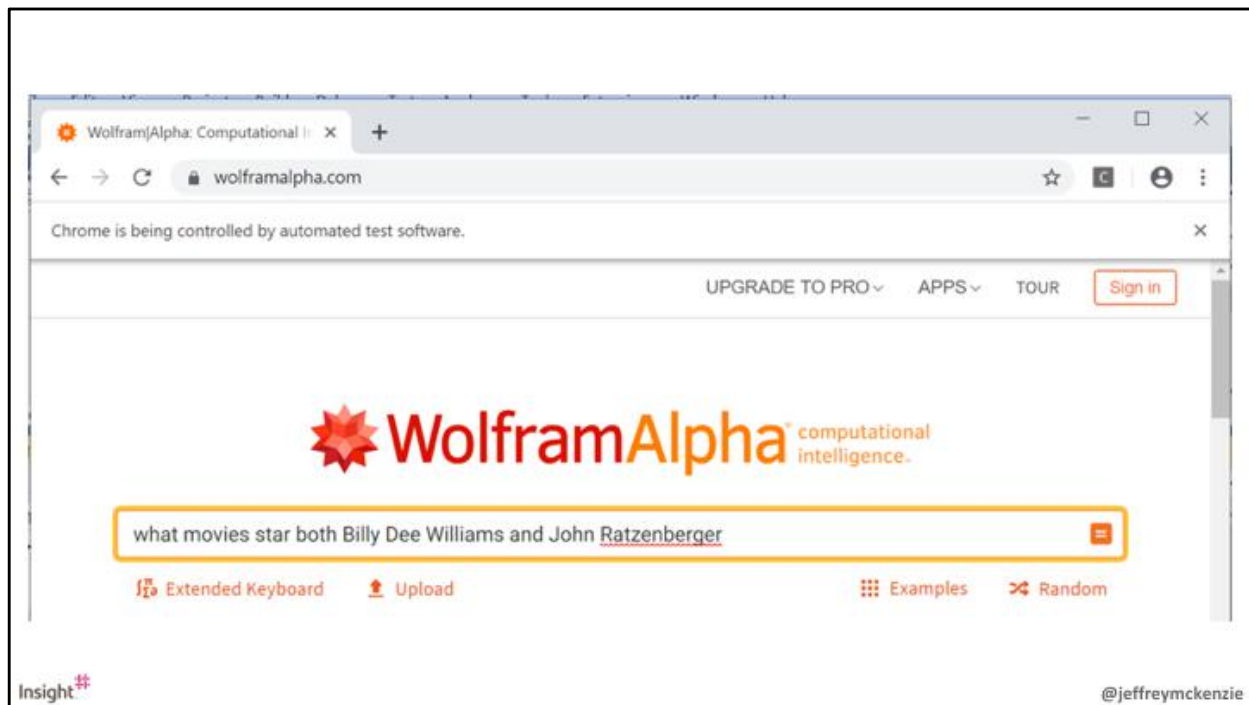 Wolfram|Alpha: Computational I
wolframalpha.com
C
Chrome is being controlled by automated test software.
UPGRADE TO PRO APPS TOUR Sign in
WolframAlpha computational
intelligence.
what movies star both Billy Dee Williams and John Ratzenberger
Extended Keyboard Upload Examples Random
Insight
@jeffreymckenzie